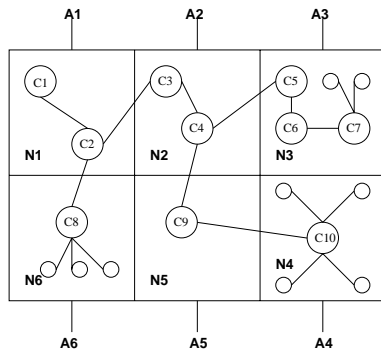 A1 A2 A3
C1 C3 C5
C2 C4 C6 C7
N1 N2 N3
N6 C8 C9 N5 N4 C10
A6 A5 A4